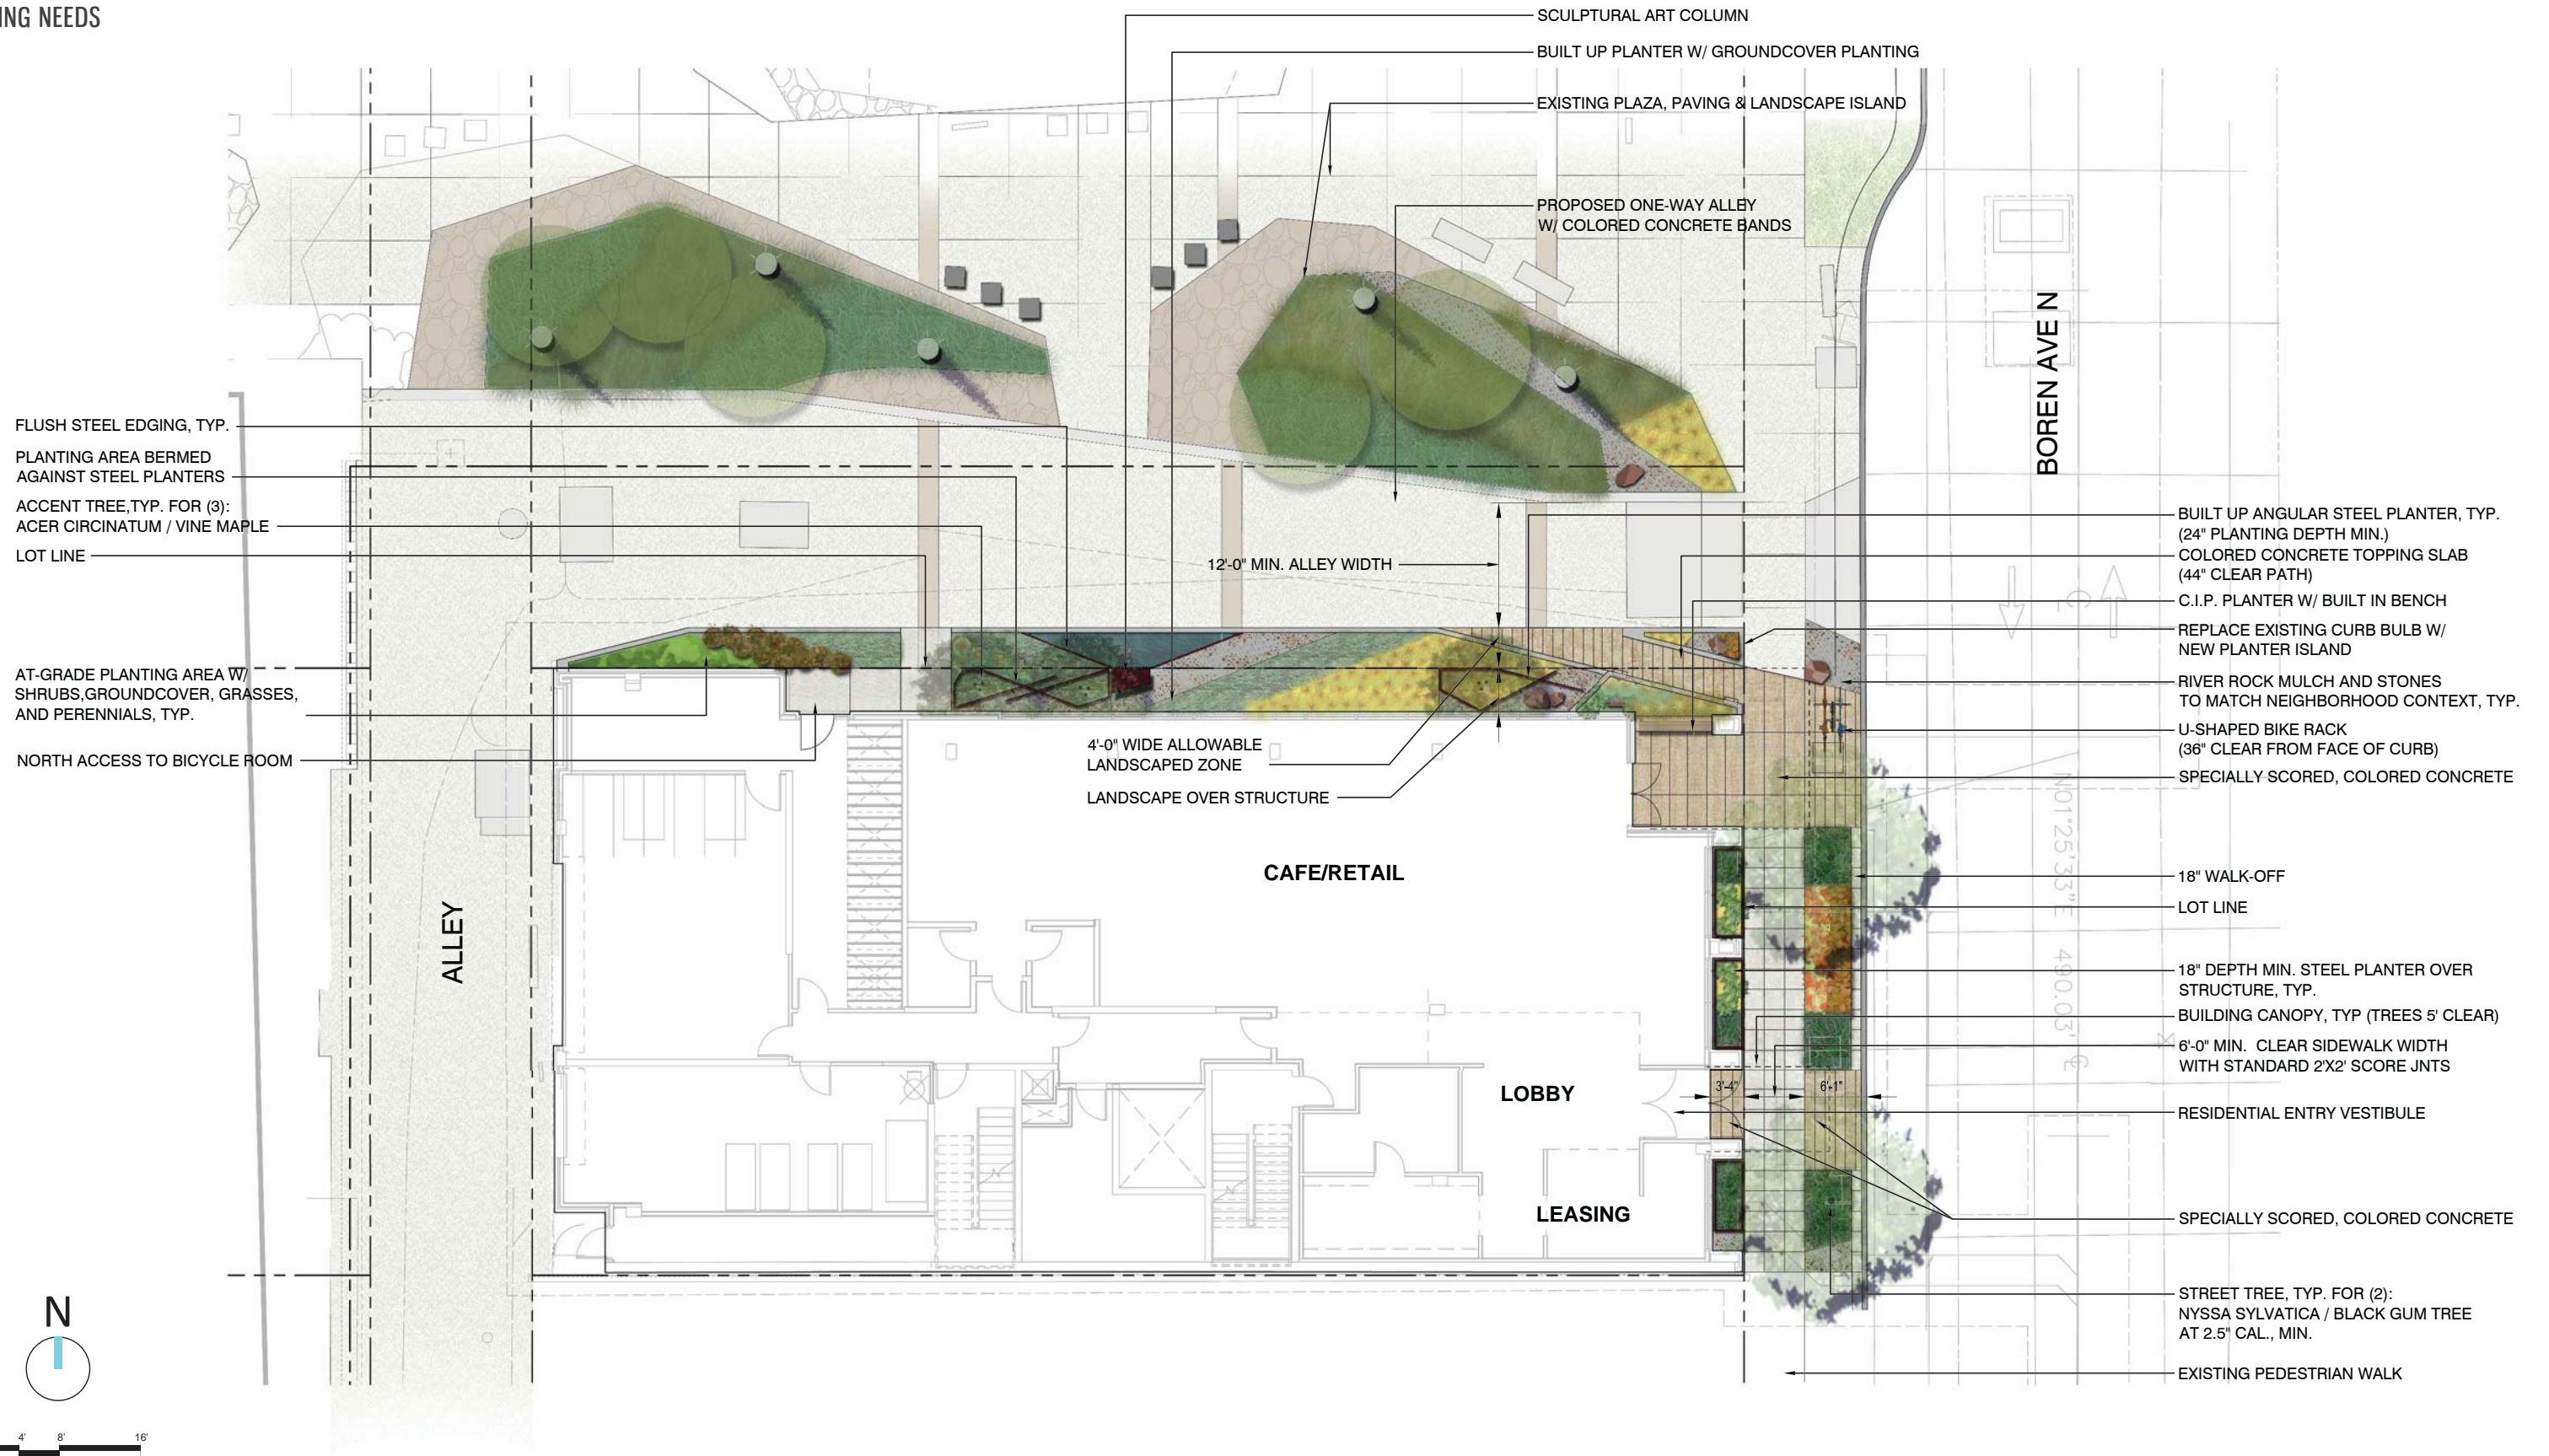 ING NEEDS
SCULPTURAL ART COLUMN
BUILT UP PLANTER W/ GROUNDCOVER PLANTING
EXISTING PLAZA, PAVING & LANDSCAPE ISLAND
PROPOSED ONE-WAY ALLEY
W/ COLORED CONCRETE BANDS
BOREN AVE N
FLUSH STEEL EDGING, TYP.
PLANTING AREA BERMED
AGAINST STEEL PLANTERS
ACCENT TREE,TYP. FOR (3):
ACER CIRCINATUM / VINE MAPLE
LOT LINE
AT-GRADE PLANTING AREA W/
SHRUBS,GROUNDCOVER, GRASSES,
AND PERENNIALS, TYP.
NORTH ACCESS TO BICYCLE ROOM
12'-0" MIN. ALLEY WIDTH
4'-0" WIDE ALLOWABLE
LANDSCAPED ZONE
LANDSCAPE OVER STRUCTURE
BUILT UP ANGULAR STEEL PLANTER, TYP.
(24" PLANTING DEPTH MIN.)
COLORED CONCRETE TOPPING SLAB
(44" CLEAR PATH)
C.I.P. PLANTER W/ BUILT IN BENCH
REPLACE EXISTING CURB BULB W/
NEW PLANTER ISLAND
RIVER ROCK MULCH AND STONES
TO MATCH NEIGHBORHOOD CONTEXT, TYP.
U-SHAPED BIKE RACK
(36" CLEAR FROM FACE OF CURB)
SPECIALLY SCORED, COLORED CONCRETE
18" WALK-OFF
LOT LINE
18" DEPTH MIN. STEEL PLANTER OVER
STRUCTURE, TYP.
BUILDING CANOPY, TYP (TREES 5' CLEAR)
6'-0" MIN. CLEAR SIDEWALK WIDTH
WITH STANDARD 2'X2' SCORE JNTS
RESIDENTIAL ENTRY VESTIBULE
SPECIALLY SCORED, COLORED CONCRETE
STREET TREE, TYP. FOR (2):
NYSSA SYLVATICA / BLACK GUM TREE
AT 2.5" CAL., MIN.
EXISTING PEDESTRIAN WALK
N01°25'33"E 490.03'
CAFE/RETAIL
ALLEY
LOBBY
3'-4"
6'-1"
LEASING
N
4' 8' 16'